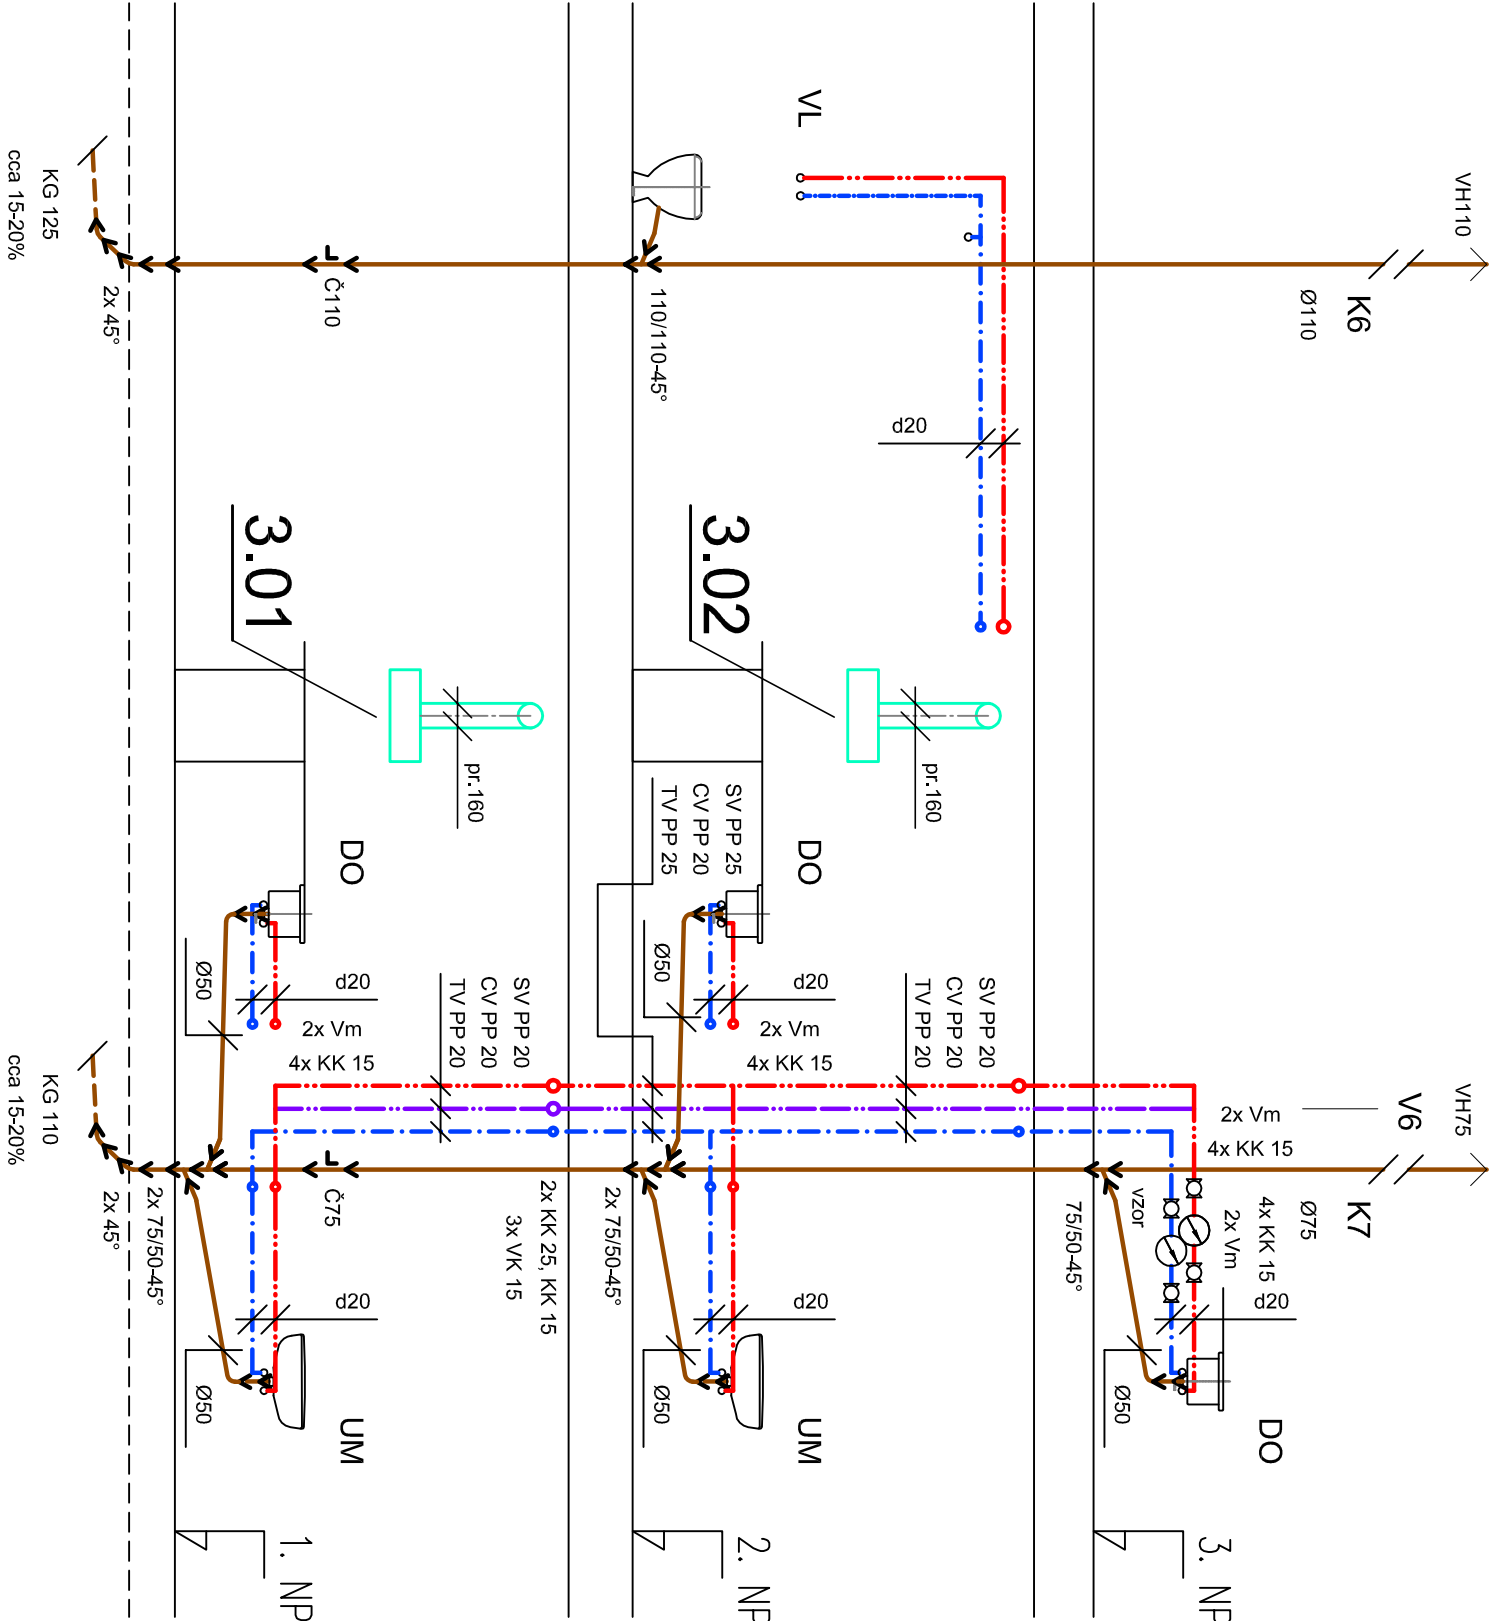 VH110
K6
Ø110
VL
d20
110/110-45°
Č110
2x 45°
KG 125
cca 15-20%
3.02
pr.160
3.01
pr.160
VH75
V6
K7
Ø75
2x Vm
4x KK 15
4x KK 15
2x Vm
d20
vzor
75/50-45°
Ø50
DO
3. NP
SV PP 20
CV PP 20
TV PP 20
DO
SV PP 25
CV PP 20
TV PP 25
Ø50
d20
2x Vm
4x KK 15
2x 75/50-45°
d20
Ø50
UM
2. NP
2x KK 25, KK 15
3x VK 15
SV PP 20
CV PP 20
TV PP 20
DO
Ø50
d20
2x Vm
4x KK 15
Č75
2x 75/50-45°
d20
Ø50
UM
1. NP
2x 45°
KG 110
cca 15-20%